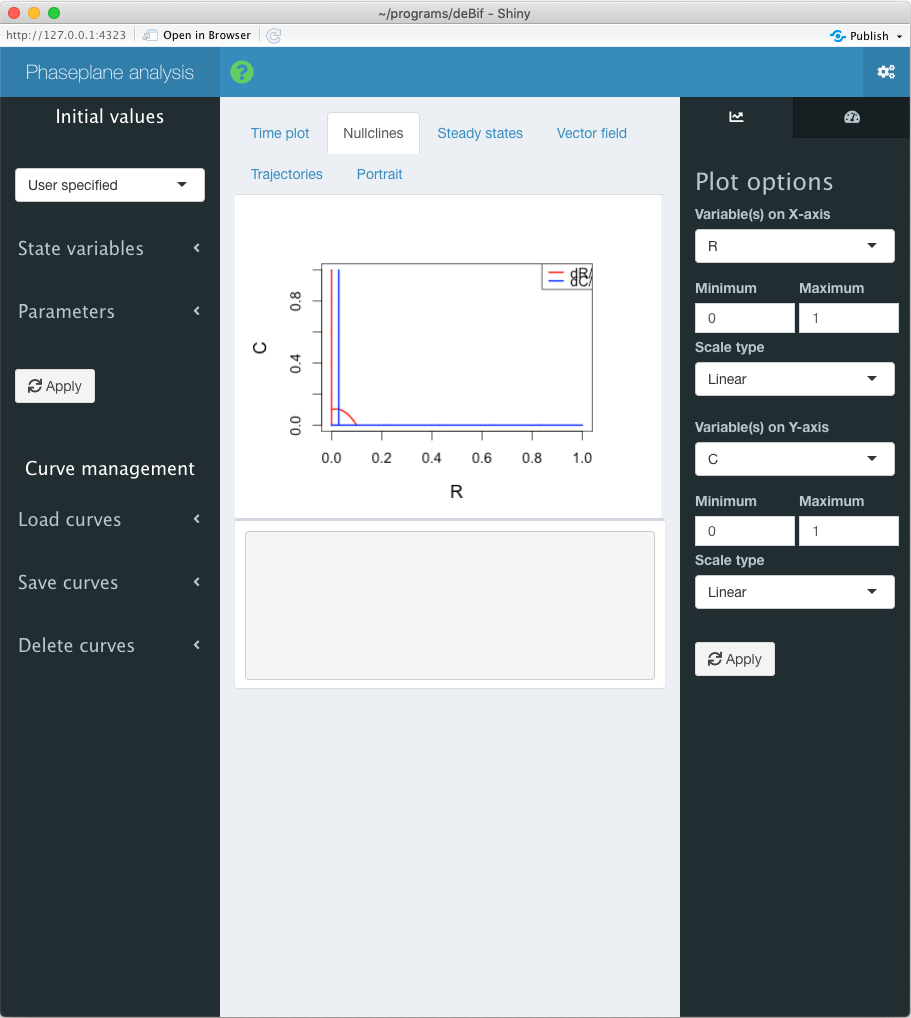 ~/programs/deBif - Shiny
http://127.0.0.1:4323 Open in Browser Publish
Phaseplane analysis ?
Initial values
User specified
State variables
Parameters
Apply
Curve management
Load curves
Save curves
Delete curves
Time plot Nullclines Steady states Vector field
Trajectories Portrait
dR/
dC/
0.8
0.4
0.0
C
0.0 0.2 0.4 0.6 0.8 1.0
R
Plot options
Variable(s) on X-axis
R
Minimum Maximum
0 1
Scale type
Linear
Variable(s) on Y-axis
C
Minimum Maximum
0 1
Scale type
Linear
Apply